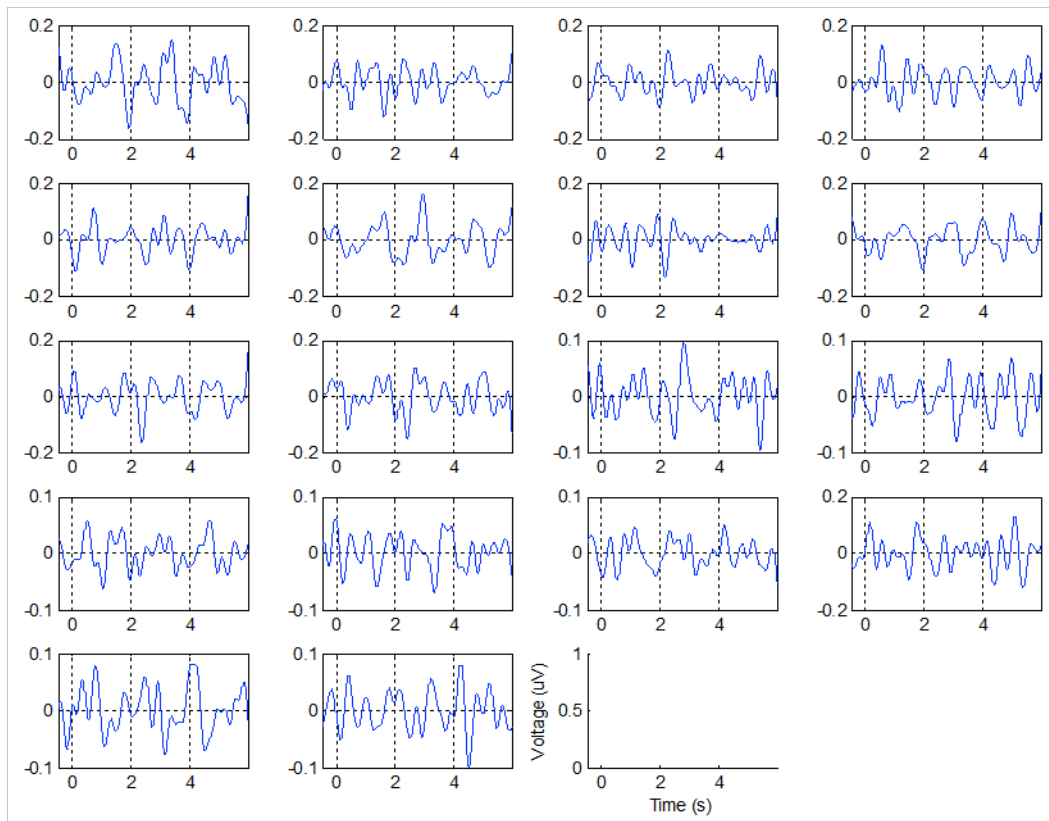 0.2 0.2 0.2 0.2
0 0 0 0
-0.2 -0.2 -0.2 -0.2
0 2 4 0 2 4 0 2 4 0 2 4
0.2 0.2 0.2 0.2
0 0 0 0
-0.2 -0.2 -0.2 -0.2
0 2 4 0 2 4 0 2 4 0 2 4
0.2 0.2 0.1 0.1
0 0 0 0
-0.2 -0.2 -0.1 -0.1
0 2 4 0 2 4 0 2 4 0 2 4
0.1 0.1 0.1 0.2
0 0 0 0
-0.1 -0.1 -0.1 -0.2
0 2 4 0 2 4 0 2 4 0 2 4
0.1 0.1 1
0 0 0.5
-0.1 -0.1 0
Voltage (uV)
0 2 4 0 2 4 Time (s)